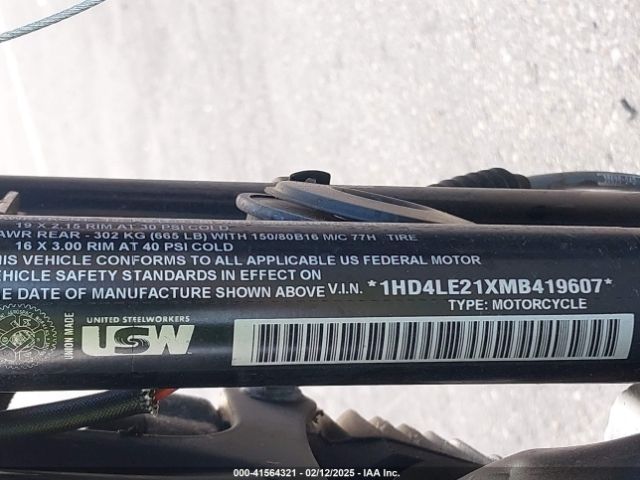 19 X 2.15 RIM AT 30 PSI COLD
AWR REAR - 302 KG (665 LB) WITH 150/80B16 M/C 77H TIRE
16 X 3.00 RIM AT 40 PSI COLD
HIS VEHICLE CONFORMS TO ALL APPLICABLE US FEDERAL MOTOR
EHICLE SAFETY STANDARDS IN EFFECT ON
E DATE OF MANUFACTURE SHOWN ABOVE V.I.N. *1HD4LE21XMB419607*
TYPE: MOTORCYCLE
UNION MADE
UNITED STEELWORKERS
USW
000-41564321 | 02/12/2025 | IAA Inc.